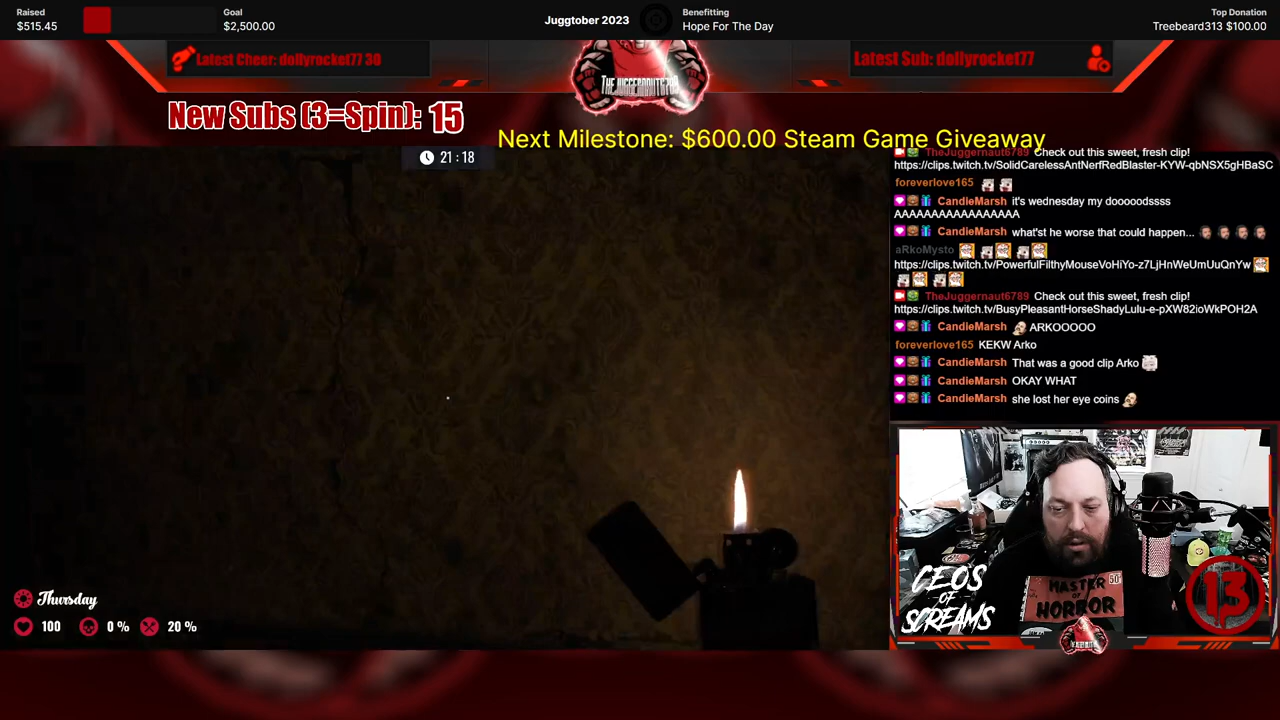 Raised
$515.45
Goal
$2,500.00
Juggtober 2023
Benefitting
Hope For The Day
Top Donation
Treebeard313 $100.00
Latest Cheer: dollyrocket77 30
THEJUGGERNAUT6789
Latest Sub: dollyrocket77
New Subs (3=Spin): 15
Next Milestone: $600.00 Steam Game Giveaway
21:18
TheJuggernaut6789 Check out this sweet, fresh clip!
https://clips.twitch.tv/SolidCarelessAntNerfRedBlaster-KYW-qbNSX5gHBaSC
foreverlove165
CandieMarsh it's wednesday my dooooodssss
AAAAAAAAAAAAAAAAA
CandieMarsh what'st he worse that could happen...
aRkoMysto
https://clips.twitch.tv/PowerfulFilthyMouseVoHiYo-z7LjHnWeUmUuQnYw
TheJuggernaut6789 Check out this sweet, fresh clip!
https://clips.twitch.tv/BusyPleasantHorseShadyLulu-e-pXW82ioWkPOH2A
CandieMarsh ARKOOOOO
foreverlove165 KEKW Arko
CandieMarsh That was a good clip Arko
CandieMarsh OKAY WHAT
CandieMarsh she lost her eye coins
CEOS
OF
SCREAMS
MASTER
OF
HORROR
13
Thursday
100 0 % 20 %